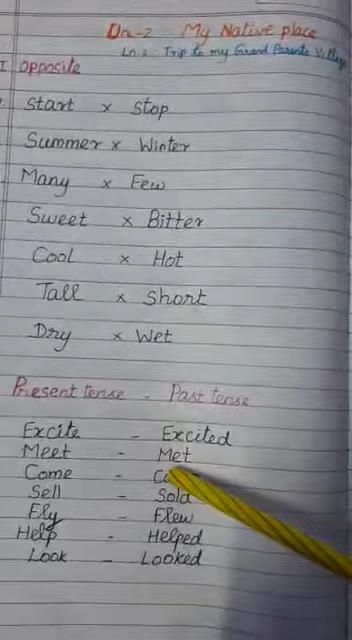 Un-2 - My Native place
Ln.2 Trip to my Grand Parents Village
I Opposite
Start x Stop
Summer x Winter
Many x Few
Sweet x Bitter
Cool x Hot
Tall x Short
Dry x Wet
Present tense - Past tense
Excite - Excited
Meet - Met
Come -
Sell - Sold
Fly - Flew
Help - Helped
Look - Looked